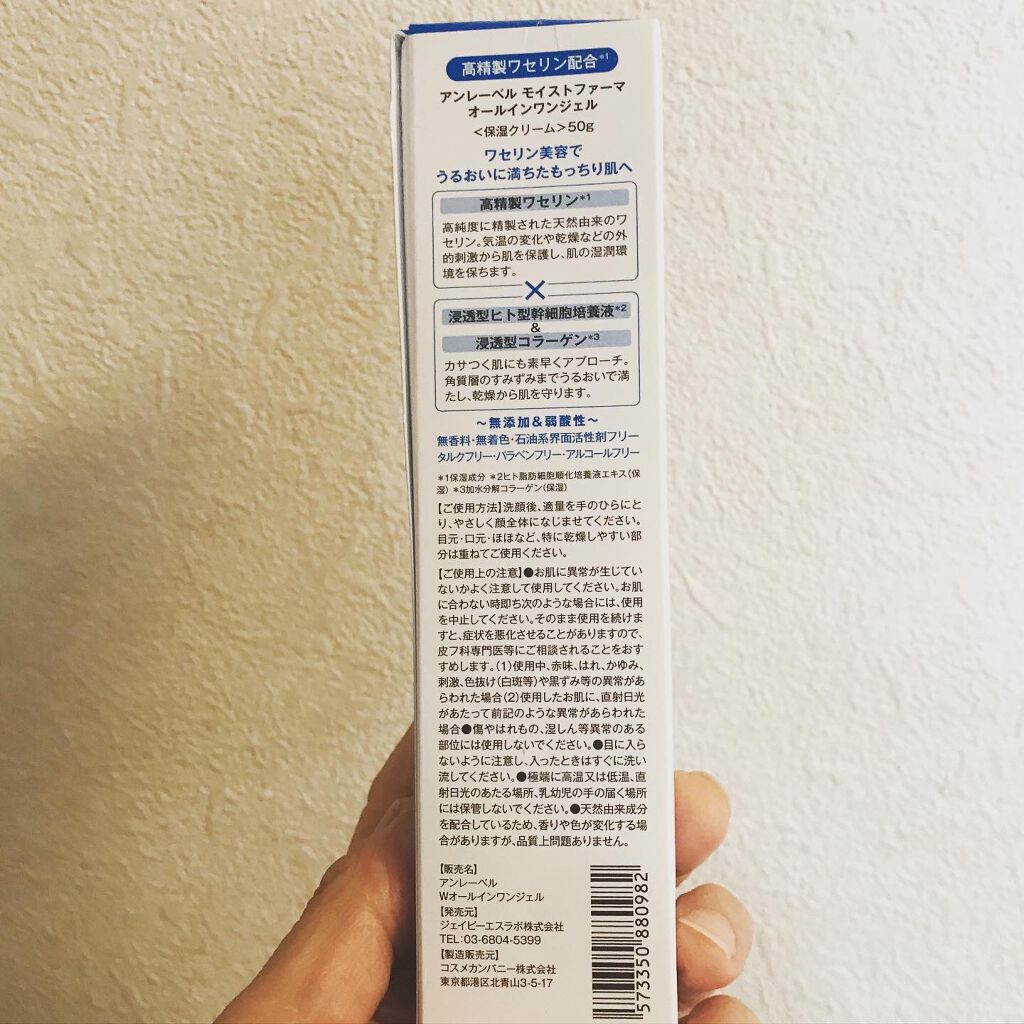 高精製ワセリン配合*1
アンレーベル モイストファーマ
オールインワンジェル
<保湿クリーム>50g
ワセリン美容で
うるおいに満ちたもっちり肌へ
高精製ワセリン*1
高純度に精製された天然由来のワ
セリン。気温の変化や乾燥などの外
的刺激から肌を保護し、肌の湿潤環
境を保ちます。
×
浸透型ヒト型幹細胞培養液*2
&
浸透型コラーゲン*3
カサつく肌にも素早くアプローチ。
角質層のすみずみまでうるおいで満
たし、乾燥から肌を守ります。
～無添加&弱酸性～
無香料・無着色・石油系界面活性剤フリー
タルクフリー・パラベンフリー・アルコールフリー
*1保湿成分 *2ヒト脂肪細胞順化培養液エキス(保
湿) *3加水分解コラーゲン(保湿)
【ご使用方法】洗顔後、適量を手のひらにと
り、やさしく顔全体になじませてください。
目元・口元・ほほなど、特に乾燥しやすい部
分は重ねてご使用ください。
【ご使用上の注意】●お肌に異常が生じてい
ないかよく注意して使用してください。お肌
に合わない時即ち次のような場合には、使用
を中止してください。そのまま使用を続けま
すと、症状を悪化させることがありますので、
皮フ科専門医等にご相談されることをおす
すめします。(1)使用中、赤味、はれ、かゆみ、
刺激、色抜け(白斑等)や黒ずみ等の異常があ
らわれた場合(2)使用したお肌に、直射日光
があたって前記のような異常があらわれた
場合●傷やはれもの、湿しん等異常のある
部位には使用しないでください。●目に入ら
ないように注意し、入ったときはすぐに洗い
流してください。●極端に高温又は低温、直
射日光のあたる場所、乳幼児の手の届く場所
には保管しないでください。●天然由来成分
を配合しているため、香りや色が変化する場
合がありますが、品質上問題ありません。
【販売名】
アンレーベル
Wオールインワンジェル
【発売元】
ジェイピーエスラボ株式会社
TEL:03-6804-5399
【製造販売元】
コスメカンパニー株式会社
東京都港区北青山3-5-17
573350 880982